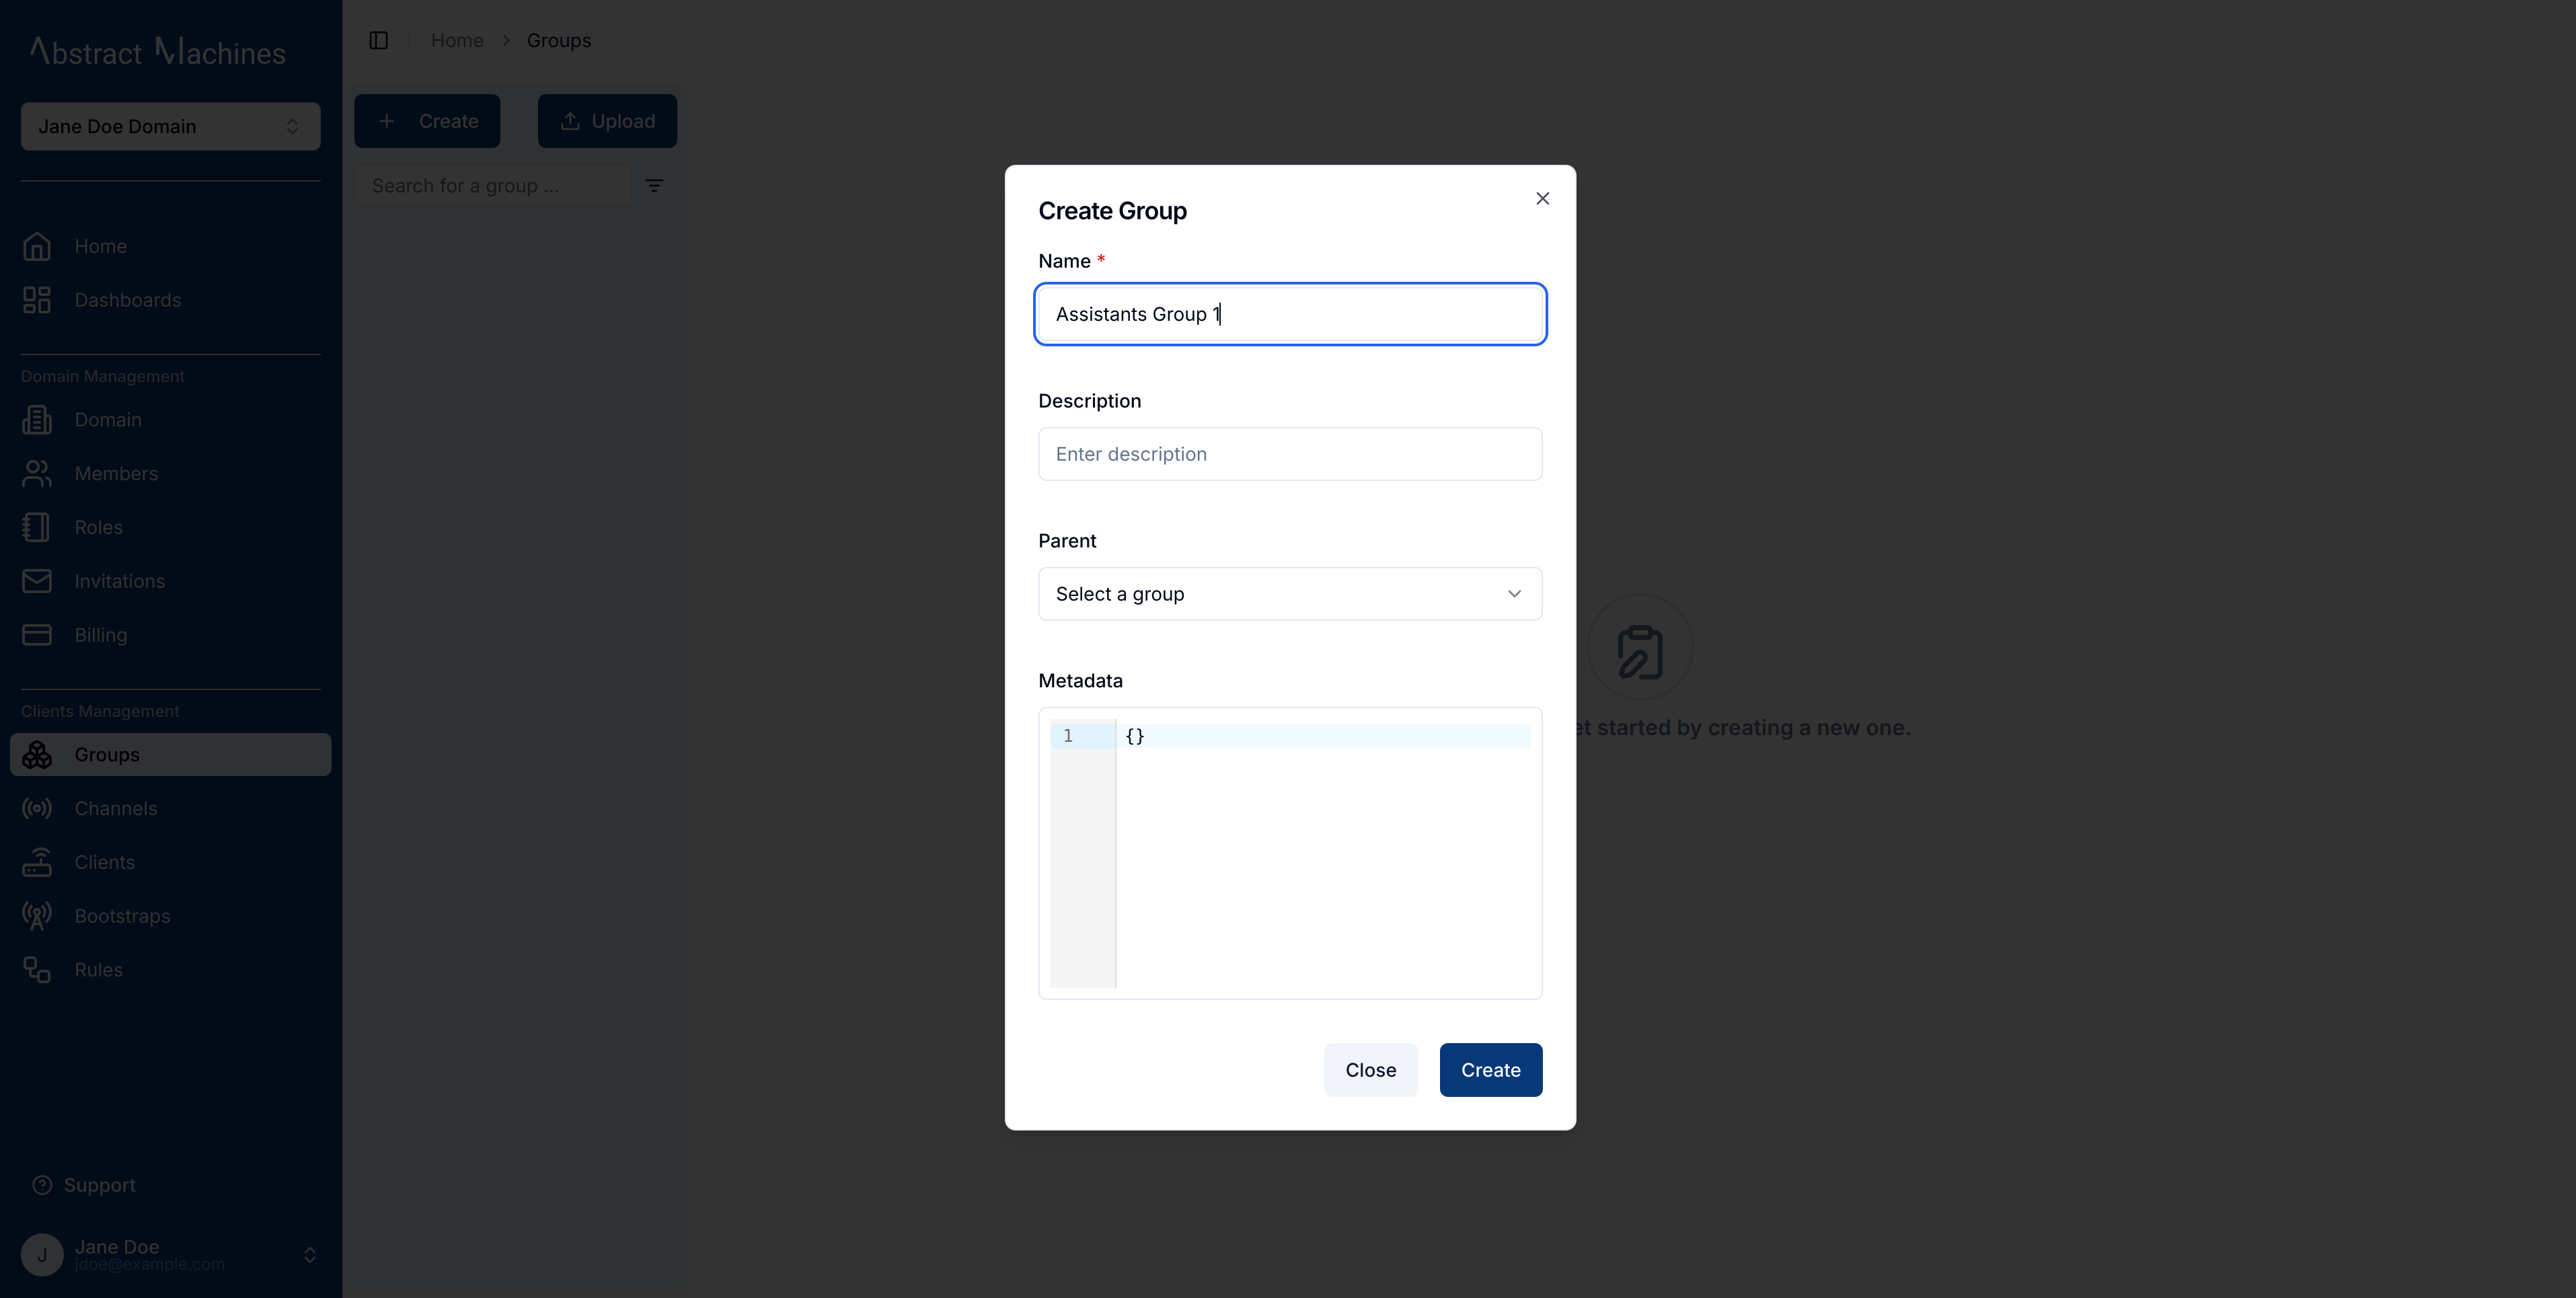 Abstract Machines
Jane Doe Domain
Home
Dashboards
Domain Management
Domain
Members
Roles
Invitations
Billing
Clients Management
Groups
Channels
Clients
Bootstraps
Rules
Support
J
Jane Doe
jdoe@example.com
Home > Groups
+ Create
Upload
Search for a group ...
started by creating a new one.
Create Group
Name *
Assistants Group 1
Description
Enter description
Parent
Select a group
Metadata
1 {}
Close
Create